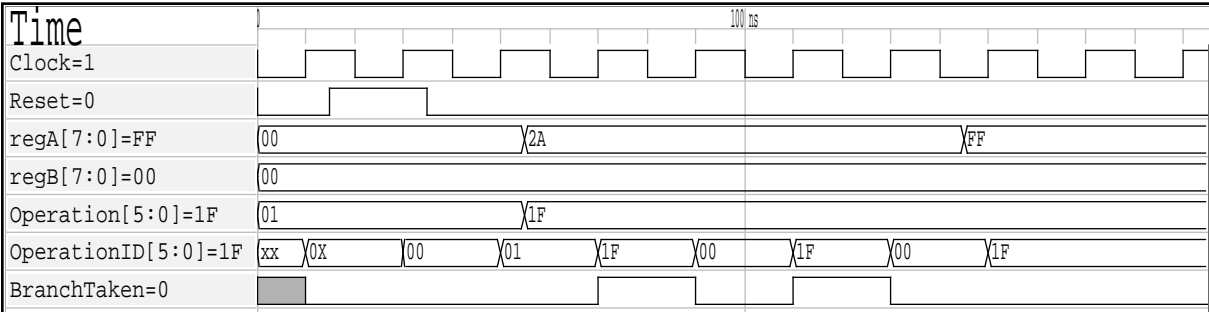 Time 0 100 ns
Clock=1
Reset=0
regA[7:0]=FF 00 2A FF
regB[7:0]=00 00
Operation[5:0]=1F 01 1F
OperationID[5:0]=1F xx 0X 00 01 1F 00 1F 00 1F
BranchTaken=0